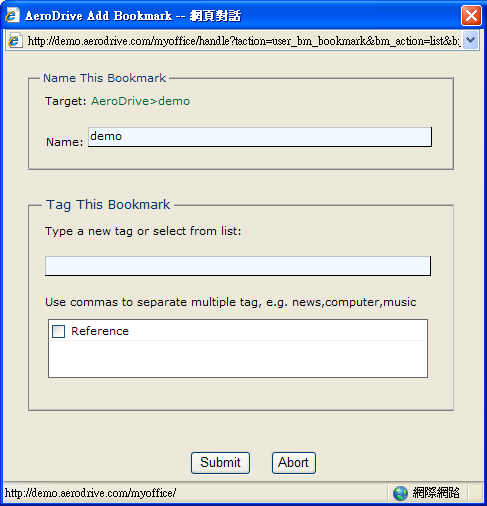 AeroDrive Add Bookmark -- 網頁對話
http://demo.aerodrive.com/myoffice/handle?taction=user_bm_bookmark&bm_action=list&b
Name This Bookmark
Target: AeroDrive>demo
Name: demo
Tag This Bookmark
Type a new tag or select from list:
Use commas to separate multiple tag, e.g. news,computer,music
Reference
Submit Abort
http://demo.aerodrive.com/myoffice/ 網際網路